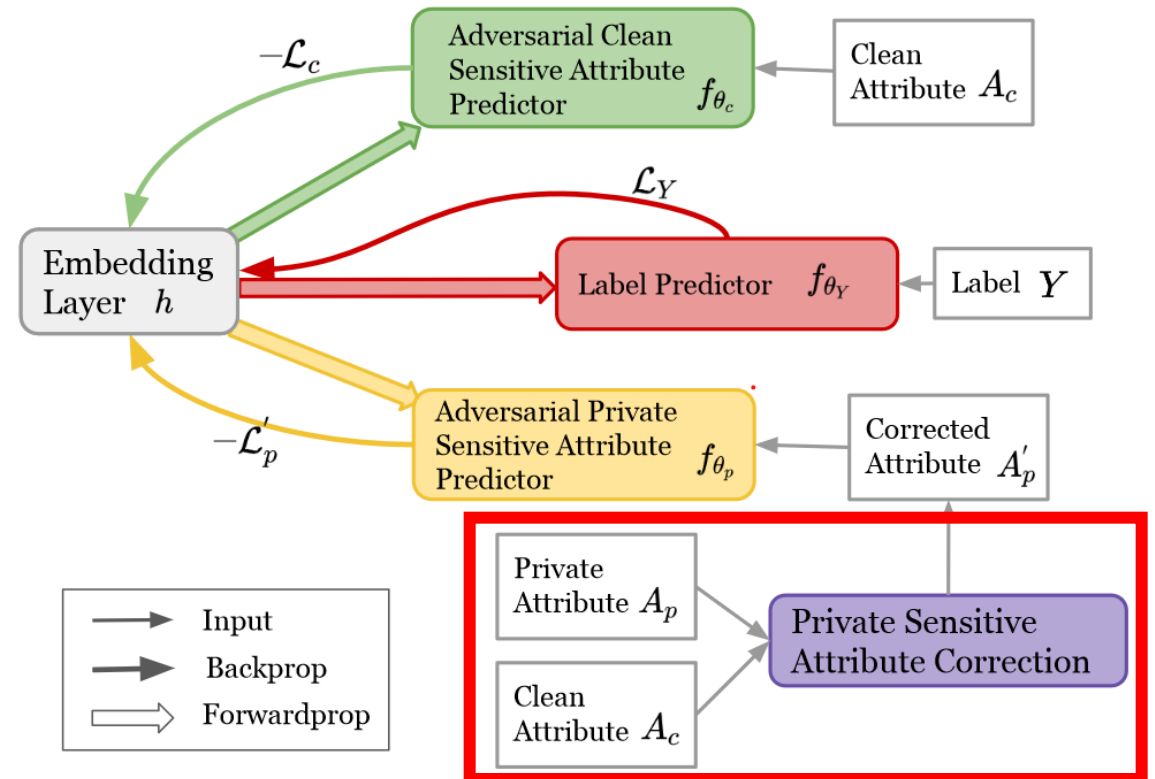 −𝓛c
Adversarial Clean
Sensitive Attribute
Predictor fθc
Clean
Attribute Ac
𝓛Y
Embedding
Layer h
Label Predictor fθY
Label Y
−𝓛'p
Adversarial Private
Sensitive Attribute
Predictor fθp
Corrected
Attribute A'p
Private
Attribute Ap
Private Sensitive
Attribute Correction
Clean
Attribute Ac
Input
Backprop
Forwardprop